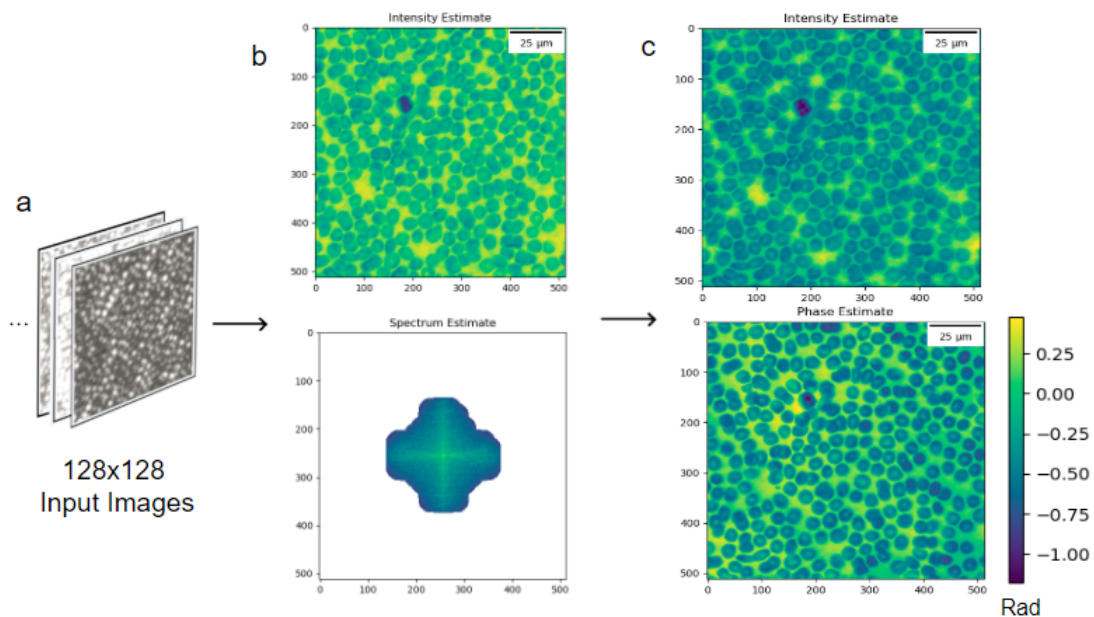 a
...
128x128
Input Images
b
Intensity Estimate
25 μm
0
100
200
300
400
500
0 100 200 300 400 500
Spectrum Estimate
0
100
200
300
400
500
0 100 200 300 400 500
c
Intensity Estimate
25 μm
0
100
200
300
400
500
0 100 200 300 400 500
Phase Estimate
25 μm
0
100
200
300
400
500
0 100 200 300 400 500
0.25
0.00
−0.25
−0.50
−0.75
−1.00
Rad